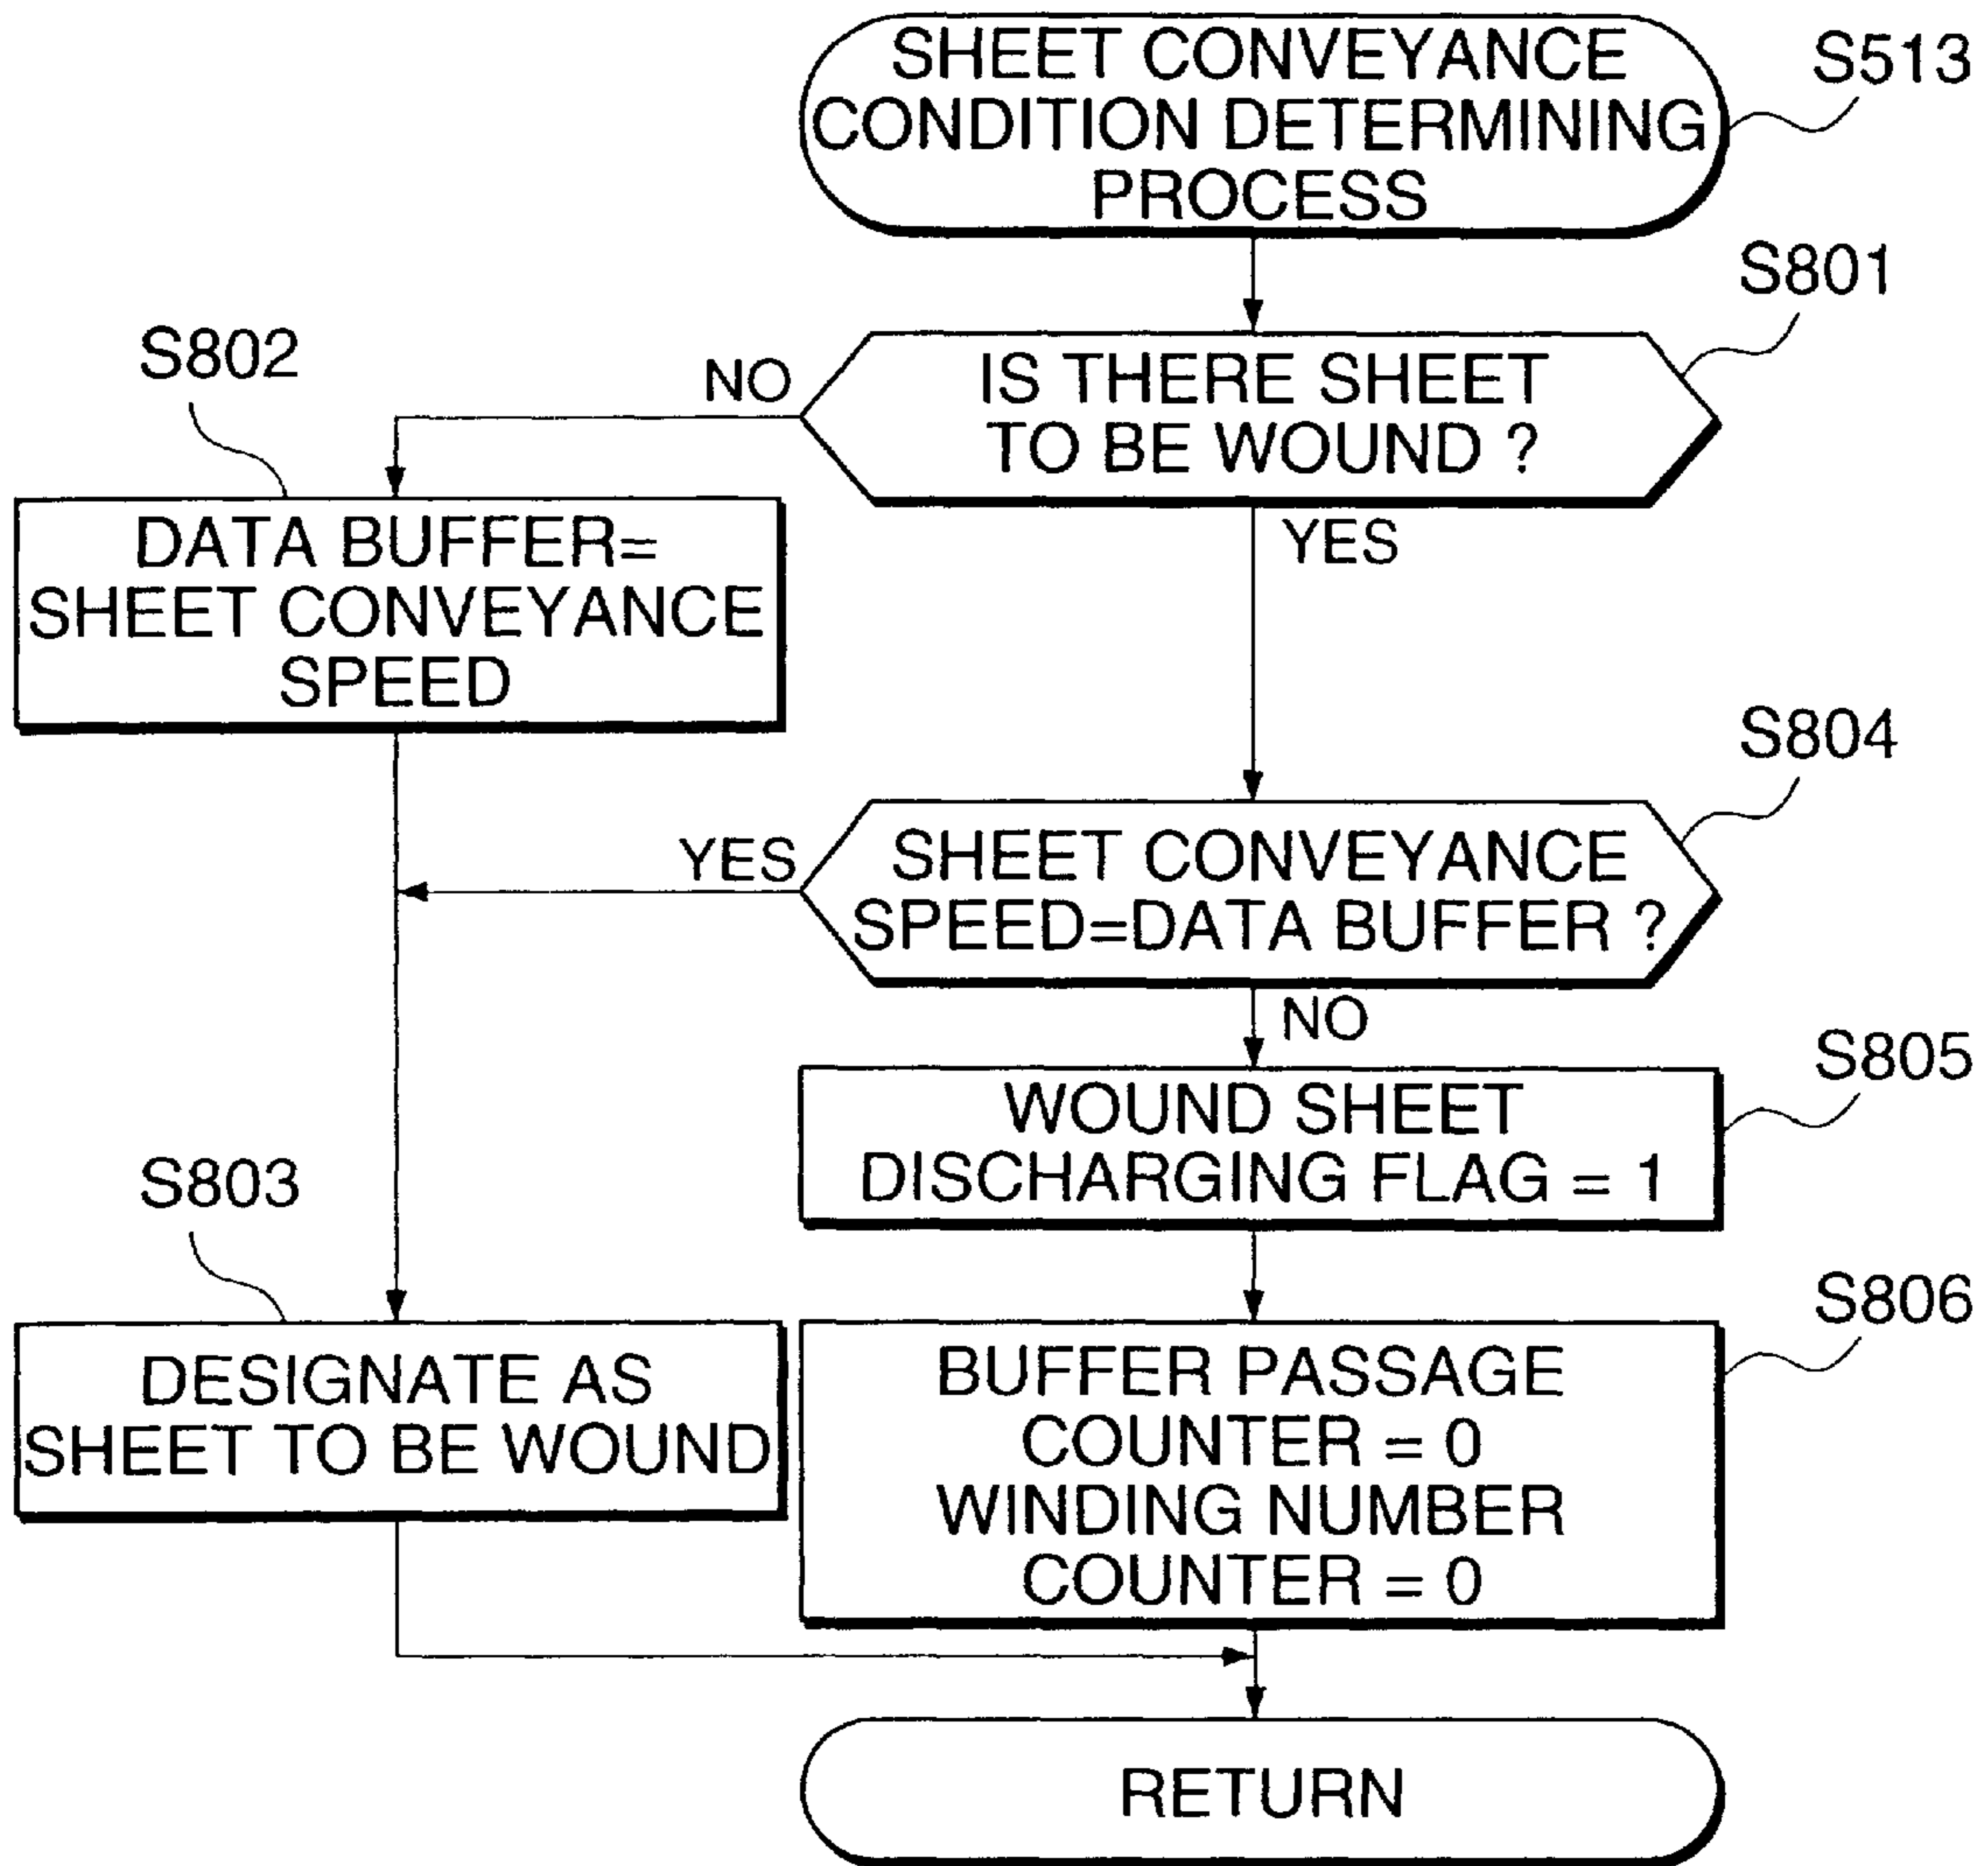 SHEET CONVEYANCE
CONDITION DETERMINING
PROCESS
S513
S801
IS THERE SHEET
TO BE WOUND ?
NO
YES
S802
DATA BUFFER=
SHEET CONVEYANCE
SPEED
S804
SHEET CONVEYANCE
SPEED=DATA BUFFER ?
YES
NO
S805
WOUND SHEET
DISCHARGING FLAG = 1
S803
DESIGNATE AS
SHEET TO BE WOUND
S806
BUFFER PASSAGE
COUNTER = 0
WINDING NUMBER
COUNTER = 0
RETURN